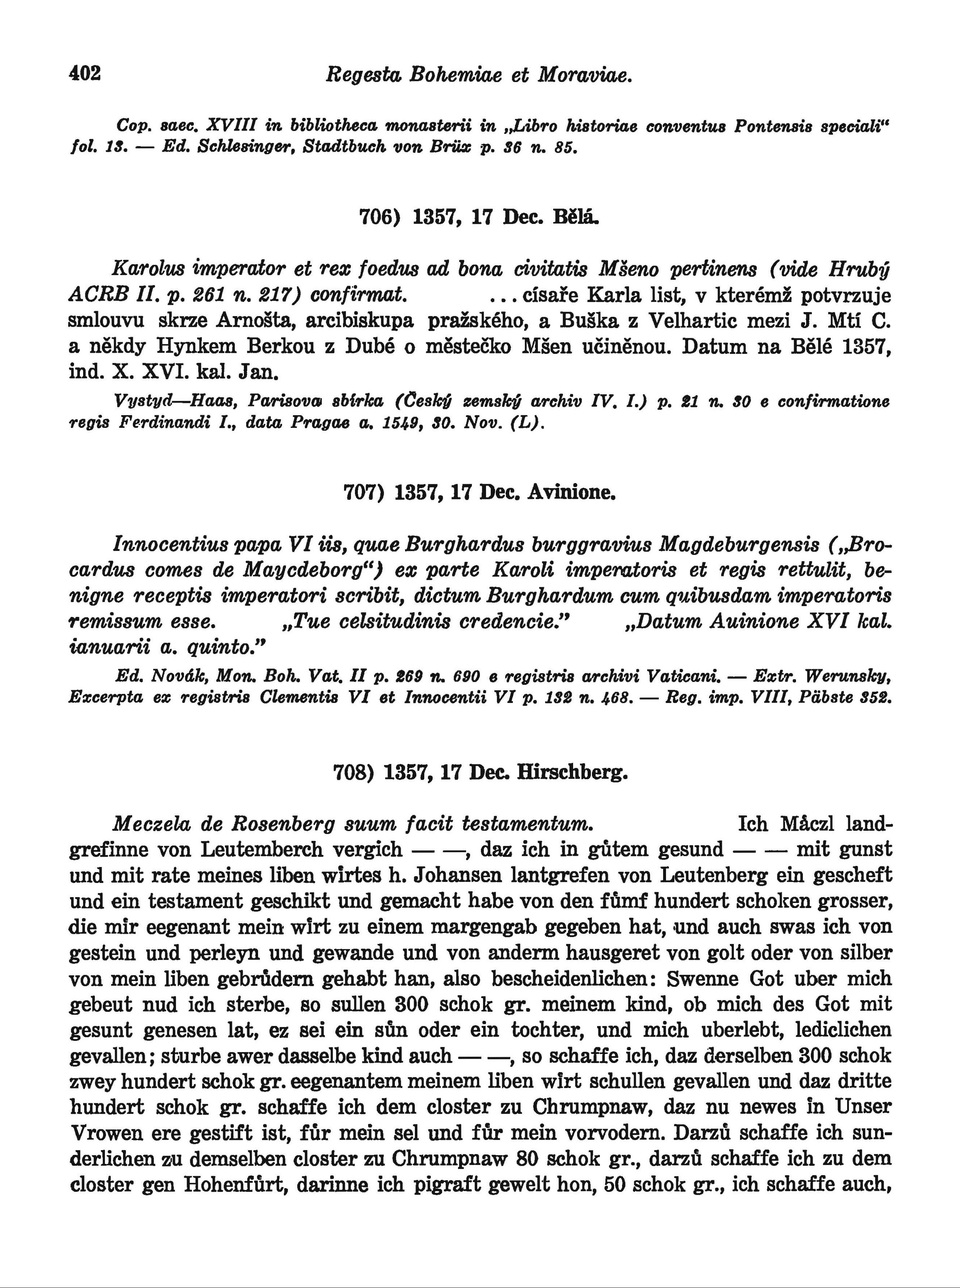 402 Regesta Bohemiae et Moraviae.
Cop. saec. XVIII in bibliotheca monasterii in „Libro historiae conventus Pontensis speciali“
fol. 13. — Ed. Schlesinger, Stadtbuch von Brüx p. 36 n. 85.
706) 1357, 17 Dec. Bělá.
Karolus imperator et rex foedus ad bona civitatis Mšeno pertinens (vide Hrubý
ACRB II. p. 261 n. 217) confirmat. ... císaře Karla list, v kterémž potvrzuje
smlouvu skrze Arnošta, arcibiskupa pražského, a Buška z Velhartic mezi J. Mtí C.
a někdy Hynkem Berkou z Dubé o městečko Mšen učiněnou. Datum na Bělé 1357,
ind. X. XVI. kal. Jan.
Vystyd—Haas, Parisova sbírka (Český zemský archiv IV. I.) p. 21 n. 30 e confirmatione
regis Ferdinandi I., data Pragae a. 1549, 30. Nov. (L).
707) 1357, 17 Dec. Avinione.
Innocentius papa VI iis, quae Burghardus burggravius Magdeburgensis („Bro-
cardus comes de Maycdeborg“) ex parte Karoli imperatoris et regis rettulit, be-
nigne receptis imperatori scribit, dictum Burghardum cum quibusdam imperatoris
remissum esse. „Tue celsitudinis credencie.” „Datum Auinione XVI kal.
ianuarii a. quinto.”
Ed. Novák, Mon. Boh. Vat. II p. 269 n. 690 e registris archivi Vaticani. — Extr. Werunsky,
Excerpta ex registris Clementis VI et Innocentii VI p. 132 n. 468. — Reg. imp. VIII, Päbste 352.
708) 1357, 17 Dec. Hirschberg.
Meczela de Rosenberg suum facit testamentum. Ich Måczl land-
grefinne von Leutemberch vergich — —, daz ich in gůtem gesund — — mit gunst
und mit rate meines liben wirtes h. Johansen lantgrefen von Leutenberg ein gescheft
und ein testament geschikt und gemacht habe von den fůmf hundert schoken grosser,
die mir eegenant mein wirt zu einem margengab gegeben hat, und auch swas ich von
gestein und perleyn und gewande und von anderm hausgeret von golt oder von silber
von mein liben gebrůdern gehabt han, also bescheidenlichen: Swenne Got uber mich
gebeut nud ich sterbe, so sullen 300 schok gr. meinem kind, ob mich des Got mit
gesunt genesen lat, ez sei ein sůn oder ein tochter, und mich uberlebt, lediclichen
gevallen; sturbe awer dasselbe kind auch — —, so schaffe ich, daz derselben 300 schok
zwey hundert schok gr. eegenantem meinem liben wirt schullen gevallen und daz dritte
hundert schok gr. schaffe ich dem closter zu Chrumpnaw, daz nu newes in Unser
Vrowen ere gestift ist, fůr mein sel und fůr mein vorvodern. Darzů schaffe ich sun-
derlichen zu demselben closter zu Chrumpnaw 80 schok gr., darzů schaffe ich zu dem
closter gen Hohenfůrt, darinne ich pigraft gewelt hon, 50 schok gr., ich schaffe auch,